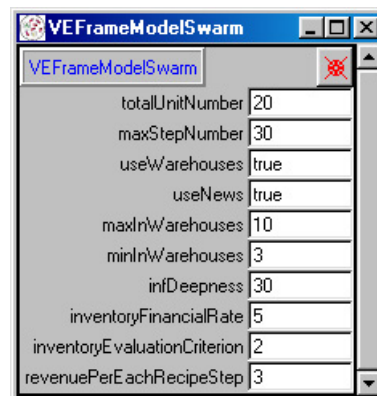 VEFrameModelSwarm
VEFrameModelSwarm
totalUnitNumber 20
maxStepNumber 30
useWarehouses true
useNews true
maxInWarehouses 10
minInWarehouses 3
infDeepness 30
inventoryFinancialRate 5
inventoryEvaluationCriterion 2
revenuePerEachRecipeStep 3